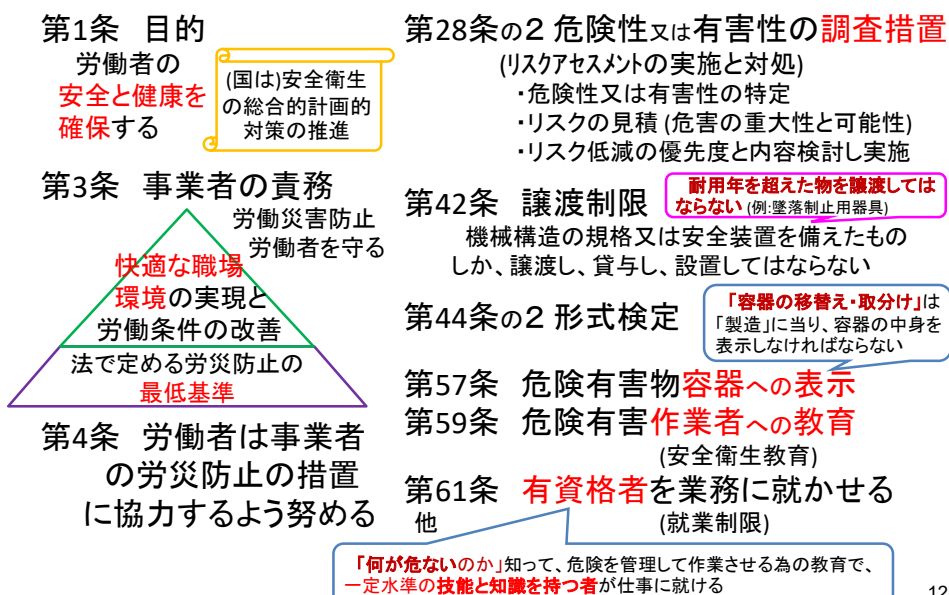 第1条 目的
労働者の
安全と健康を
確保する
(国は)安全衛生
の総合的計画的
対策の推進
第3条 事業者の責務
労働災害防止
労働者を守る
快適な職場
環境の実現と
労働条件の改善
法で定める労災防止の
最低基準
第4条 労働者は事業者
の労災防止の措置
に協力するよう努める
第28条の2 危険性又は有害性の調査措置
(リスクアセスメントの実施と対処)
・危険性又は有害性の特定
・リスクの見積 (危害の重大性と可能性)
・リスク低減の優先度と内容検討し実施
第42条 譲渡制限
耐用年を超えた物を譲渡しては
ならない (例:墜落制止用器具)
機械構造の規格又は安全装置を備えたもの
しか、譲渡し、貸与し、設置してはならない
第44条の2 形式検定
「容器の移替え・取分け」は
「製造」に当り、容器の中身を
表示しなければならない
第57条 危険有害物容器への表示
第59条 危険有害作業者への教育
(安全衛生教育)
第61条 有資格者を業務に就かせる
他 (就業制限)
「何が危ないのか」知って、危険を管理して作業させる為の教育で、
一定水準の技能と知識を持つ者が仕事に就ける
12